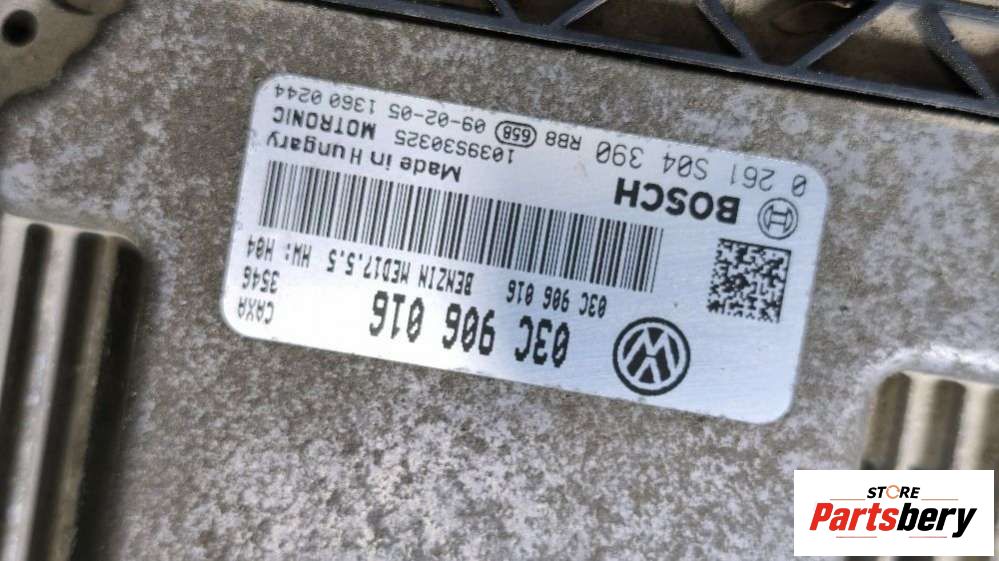 03C 906 016
CAXA
3546
03C 906 016 BENZIN MED17.5.5 HW: H04
BOSCH
Made in Hungary
1039S30325 MOTRONIC
0 261 S04 390 RB8 658 09-02-05 1360 0244
STORE
Partsbery